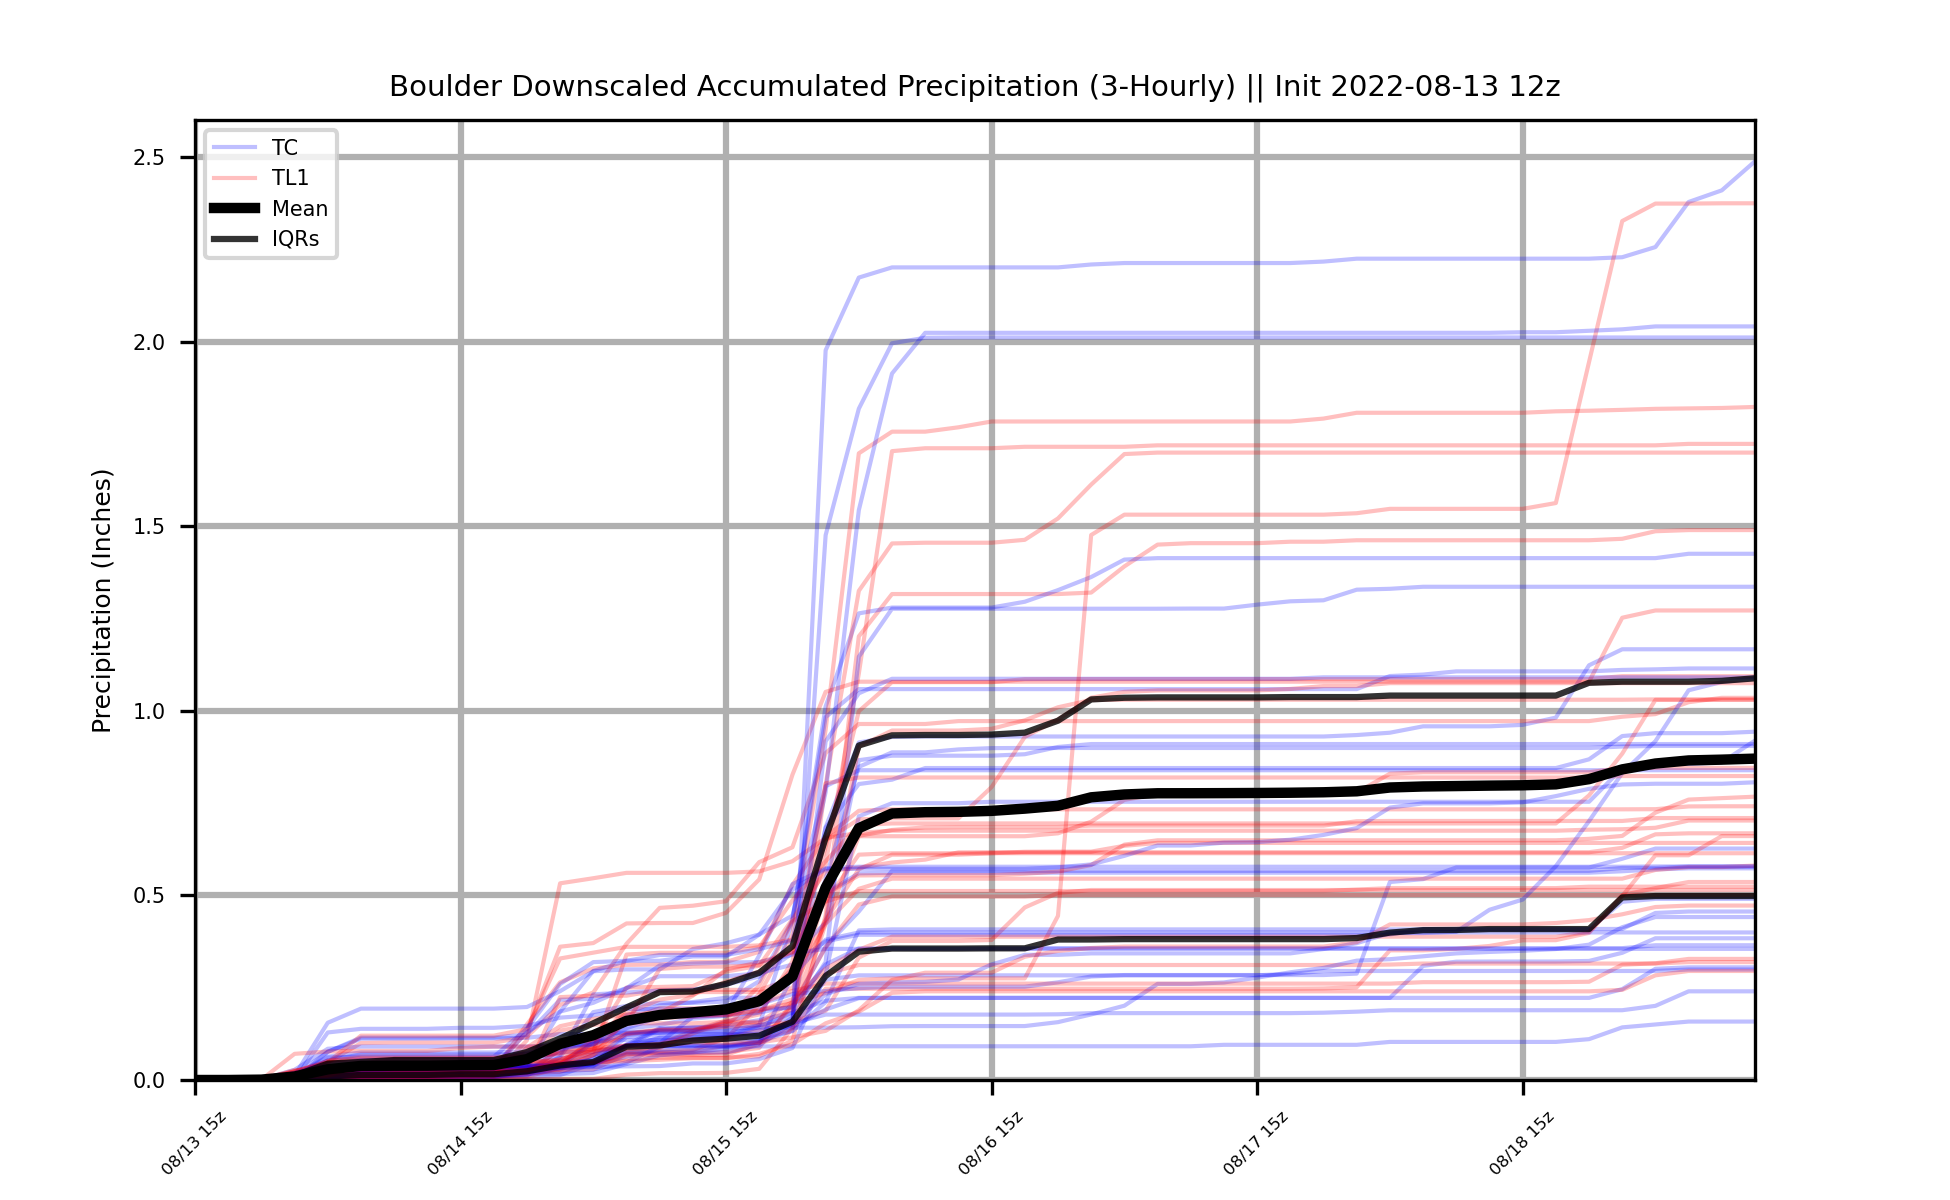 Boulder Downscaled Accumulated Precipitation (3-Hourly) || Init 2022-08-13 12z
TC
TL1
Mean
IQRs
Precipitation (Inches)
2.5
2.0
1.5
1.0
0.5
0.0
08/13 15z
08/14 15z
08/15 15z
08/16 15z
08/17 15z
08/18 15z